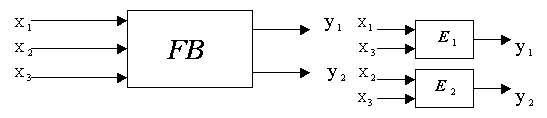 x₁
x₂
x₃
FB
y₁
y₂
x₁
x₃
E₁
y₁
x₂
x₃
E₂
y₂